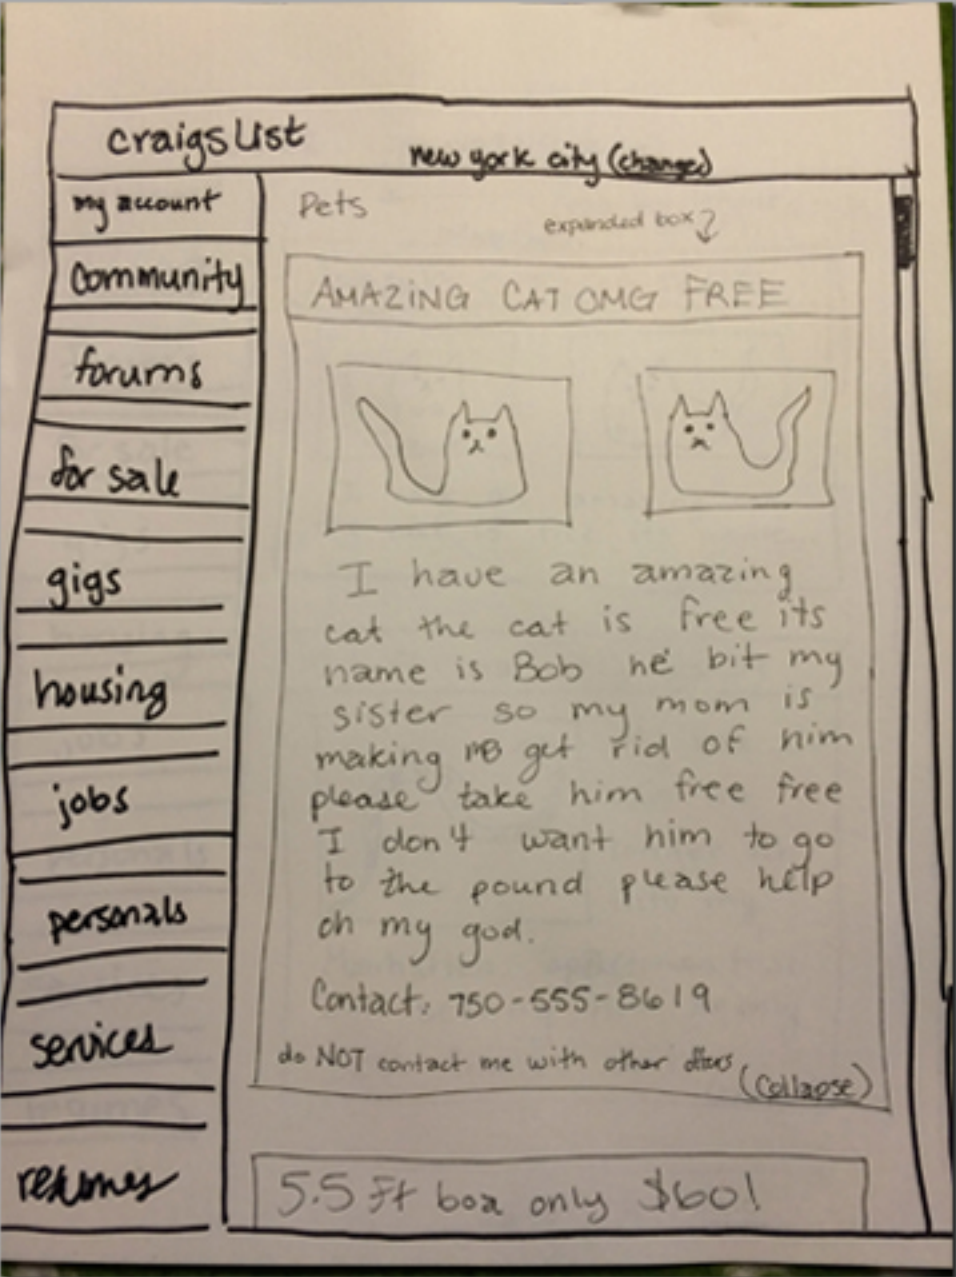 craigslist
new york city (change)
my account
community
forums
for sale
gigs
housing
jobs
personals
services
resumes
Pets
expanded box
AMAZING CAT OMG FREE
I have an amazing
cat the cat is free its
name is Bob he bit my
sister so my mom is
making me get rid of him
please take him free free
I don't want him to go
to the pound please help
oh my god.
Contact: 750-555-8619
do NOT contact me with other offers
(collapse)
5.5 ft boa only $60!